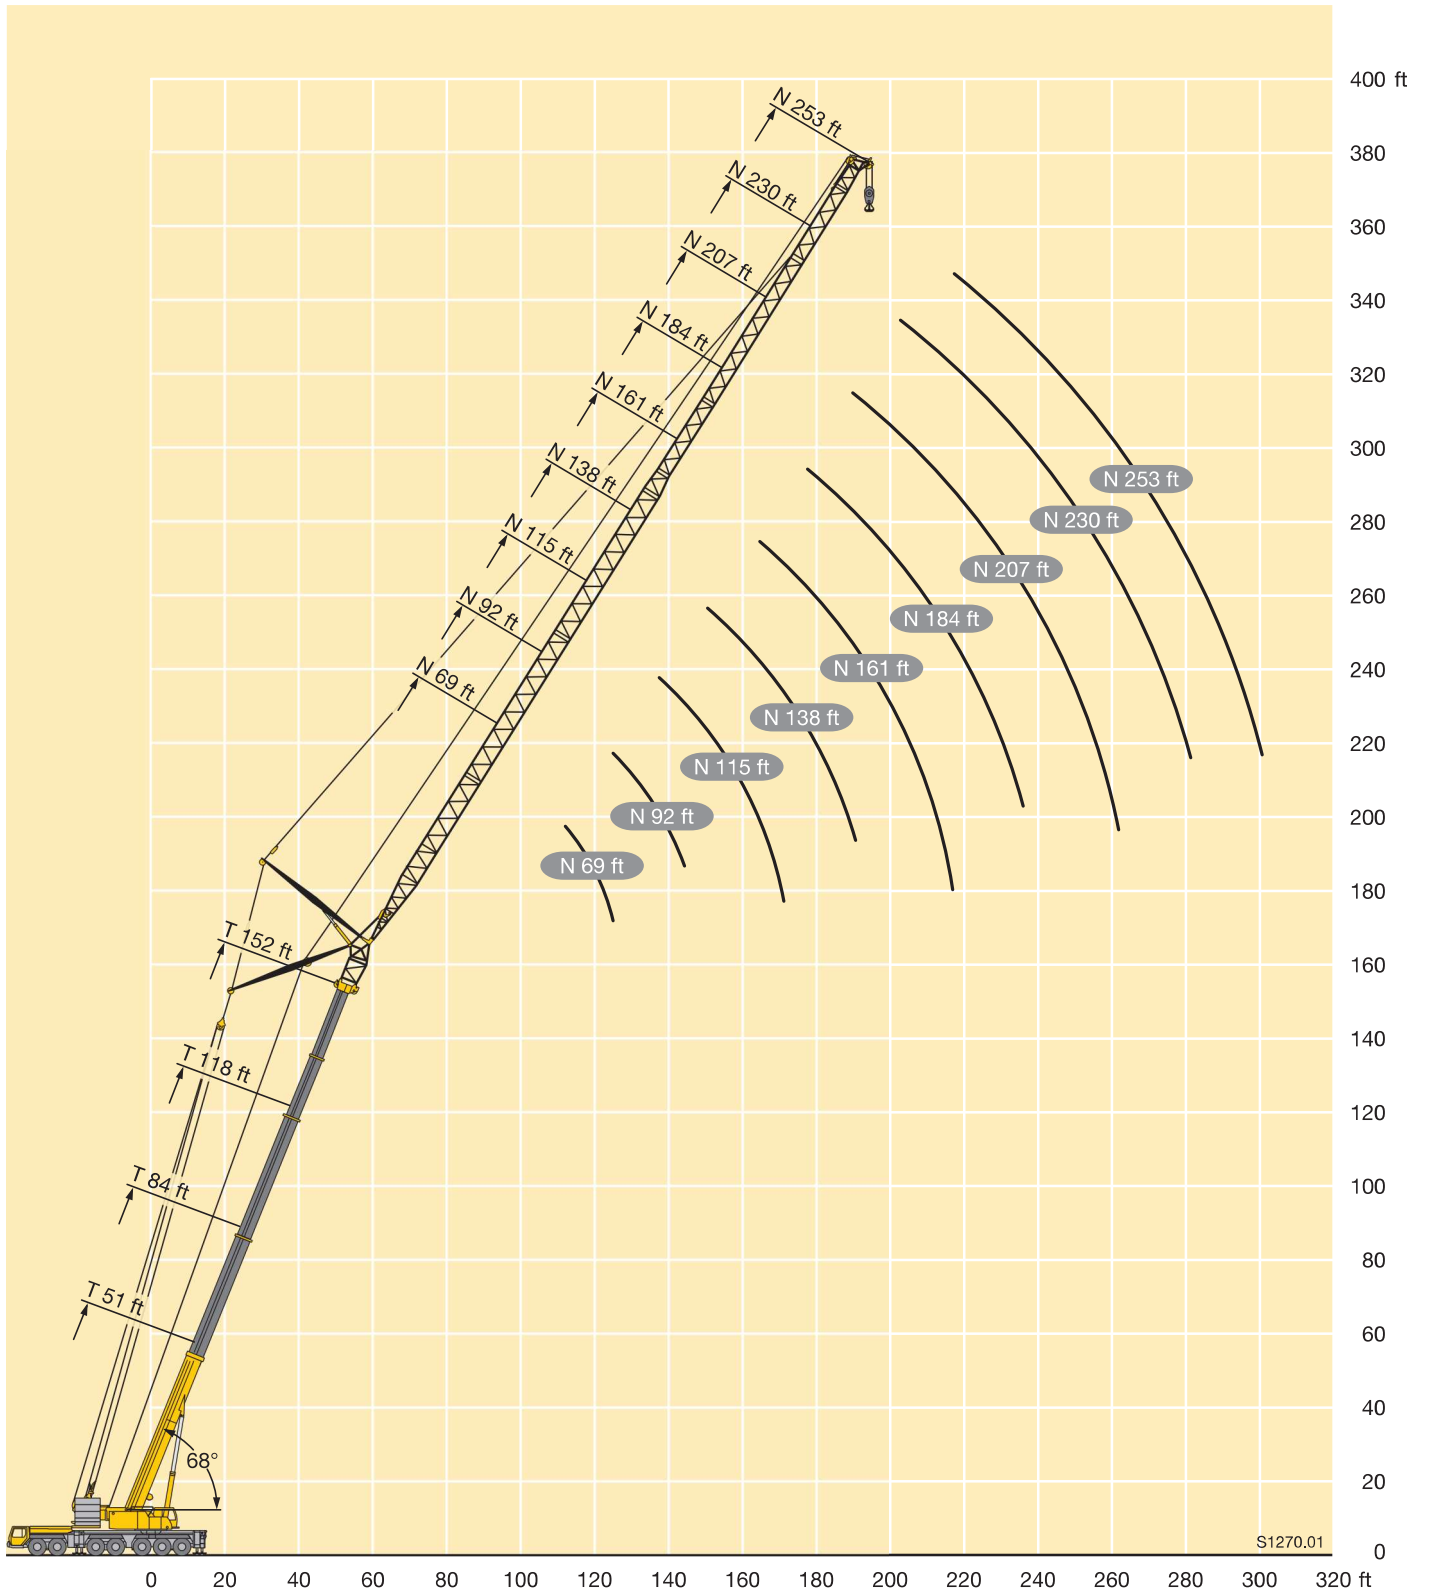 400 ft
N 253 ft
380
N 230 ft
360
N 207 ft
340
N 184 ft
320
N 161 ft
300
N 138 ft
N 253 ft
280
N 230 ft
N 115 ft
N 207 ft
260
N 92 ft
N 184 ft
240
N 69 ft
N 161 ft
220
N 138 ft
N 115 ft
200
N 92 ft
N 69 ft
180
T 152 ft
160
140
T 118 ft
120
T 84 ft
100
80
T 51 ft
60
40
68°
20
S1270.01
0
0 20 40 60 80 100 120 140 160 180 200 220 240 260 280 300 320 ft